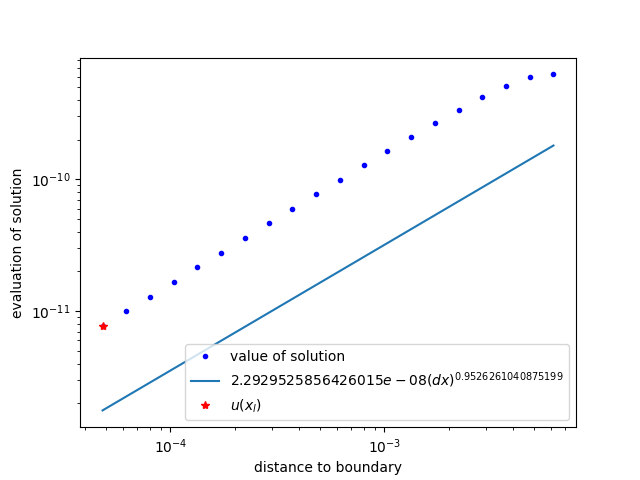 evaluation of solution
10⁻¹⁰
10⁻¹¹
value of solution
2.2929525856426015e − 08(dx)^0.9526261040875199
u(x_I)
10⁻⁴
10⁻³
distance to boundary